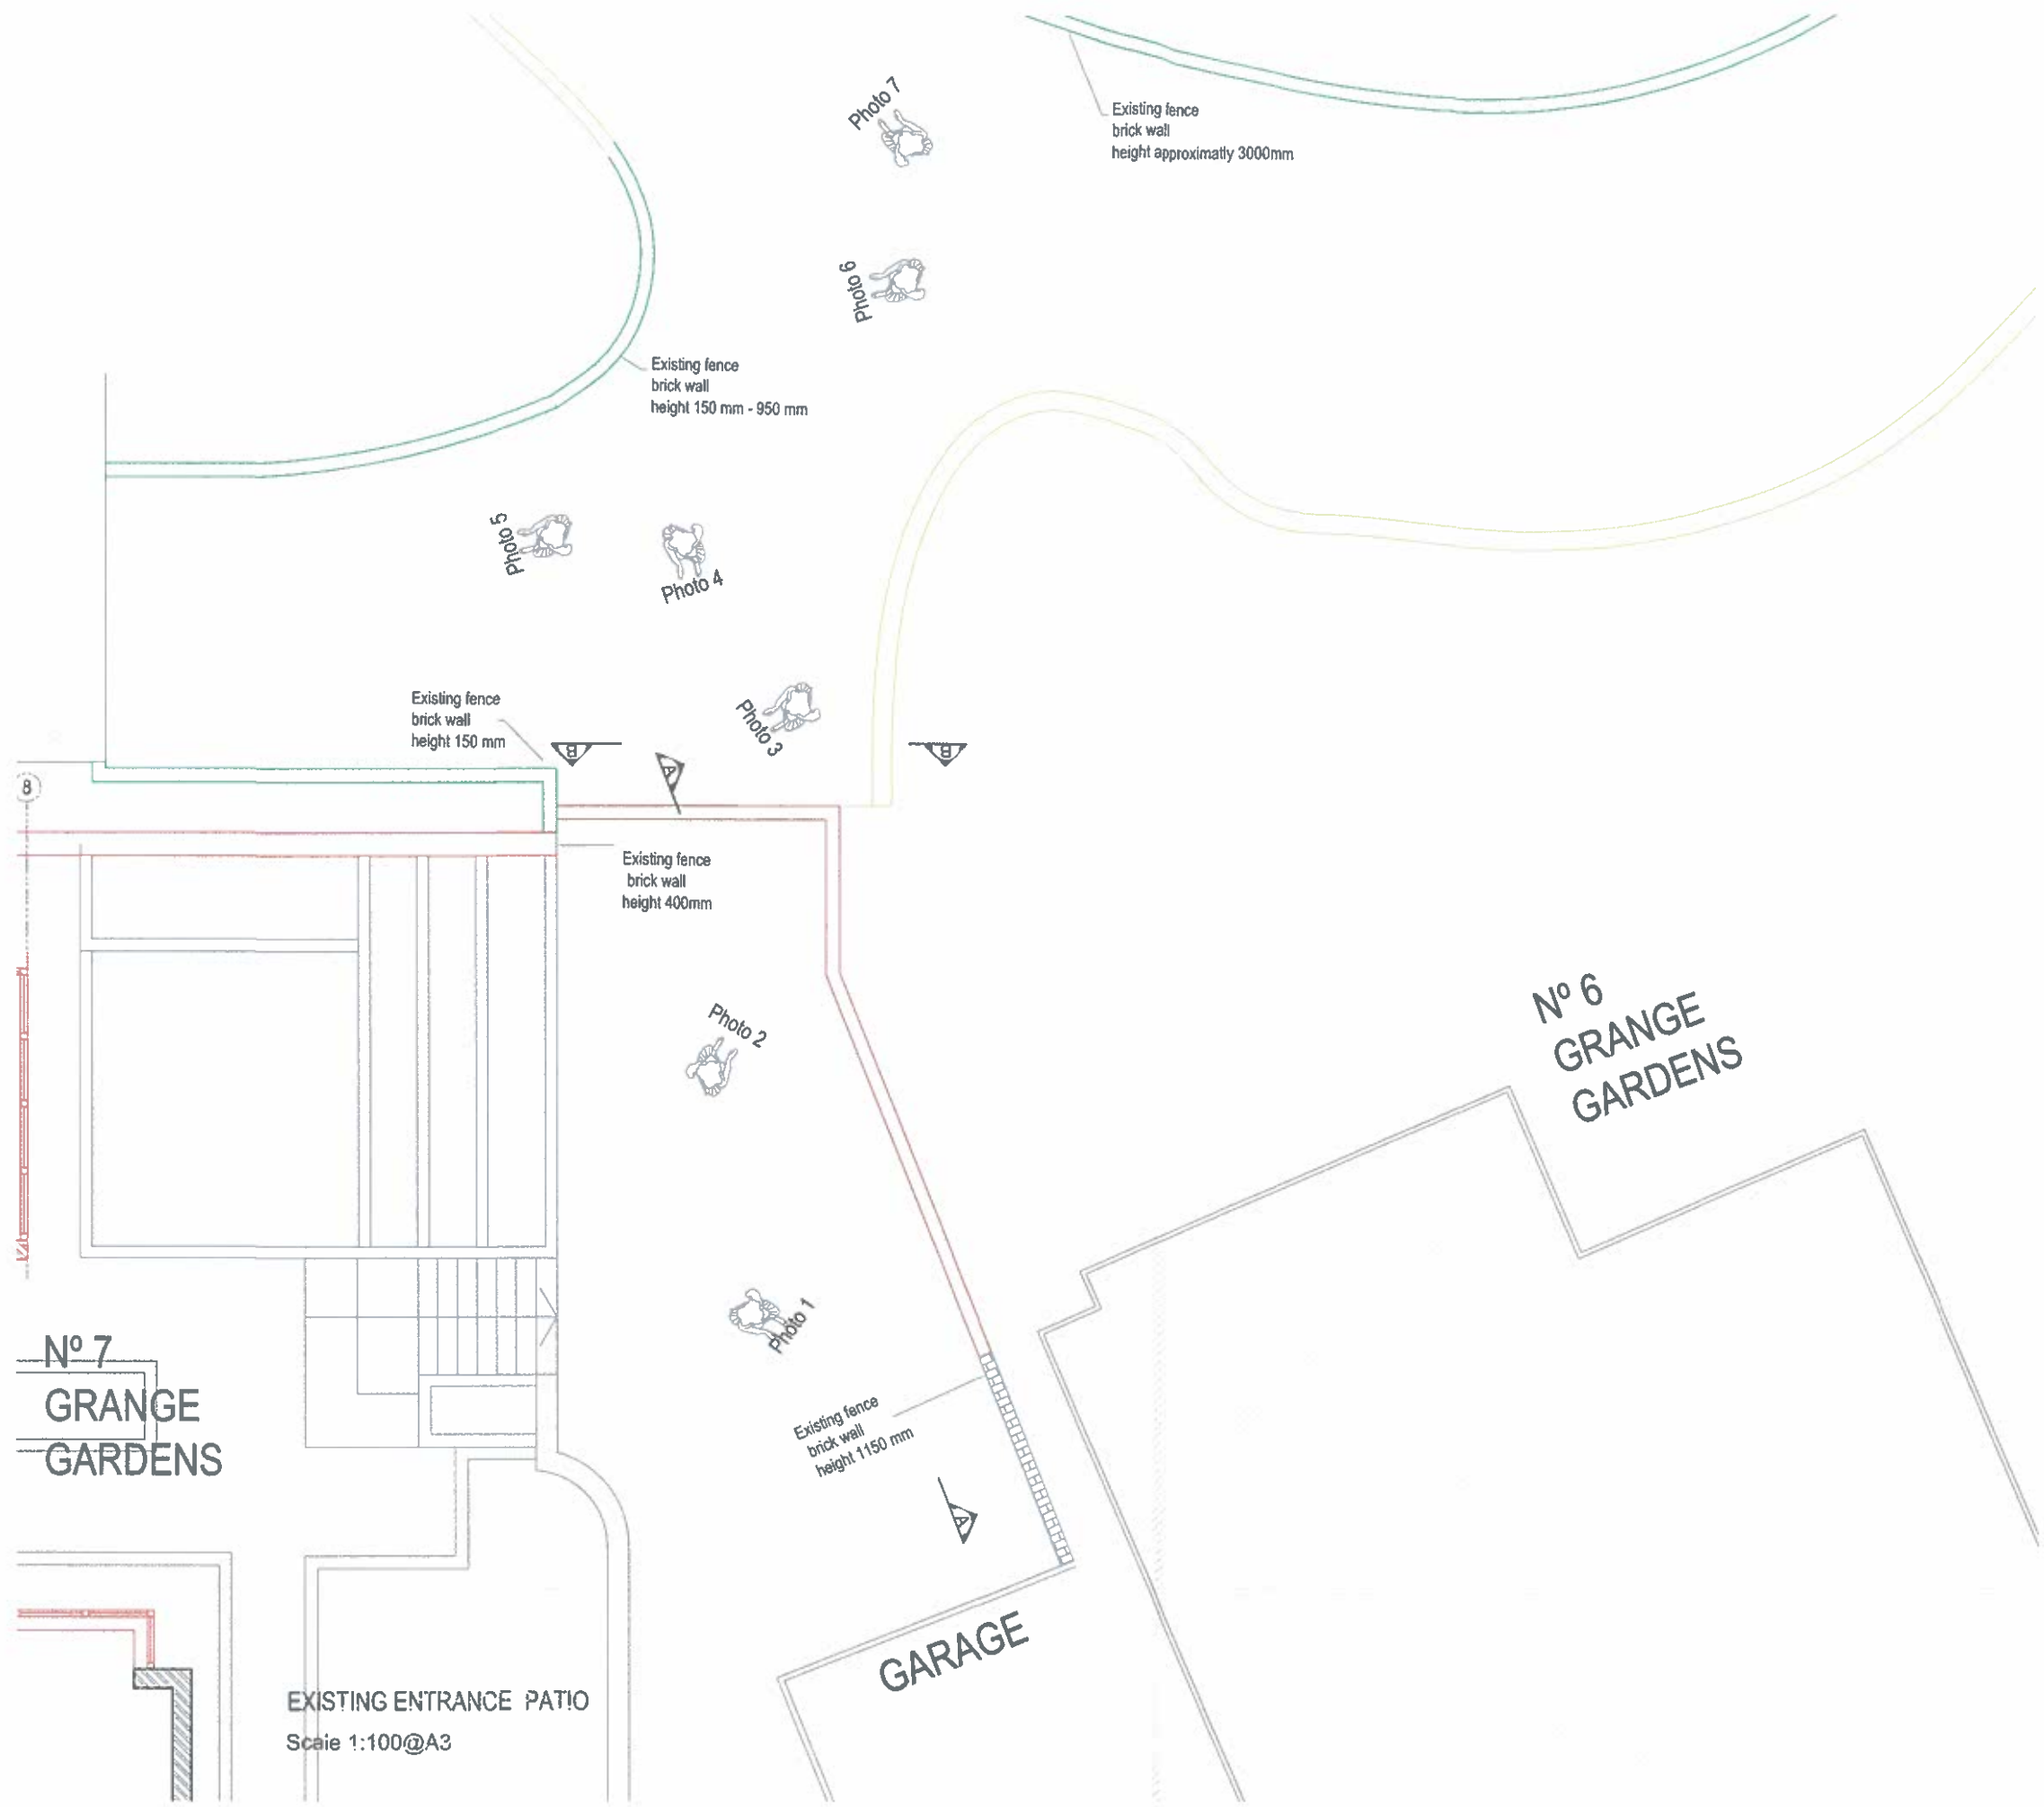 Photo 7
Existing fence
brick wall
height approximatly 3000mm
Photo 6
Existing fence
brick wall
height 150 mm - 950 mm
Photo 5
Photo 4
Existing fence
brick wall
height 150 mm
Photo 3
B
B
A
8
Existing fence
brick wall
height 400mm
Photo 2
Nº 6
GRANGE
GARDENS
Photo 1
Nº 7
GRANGE
GARDENS
Existing fence
brick wall
height 1150 mm
A
GARAGE
EXISTING ENTRANCE PATIO
Scale 1:100@A3